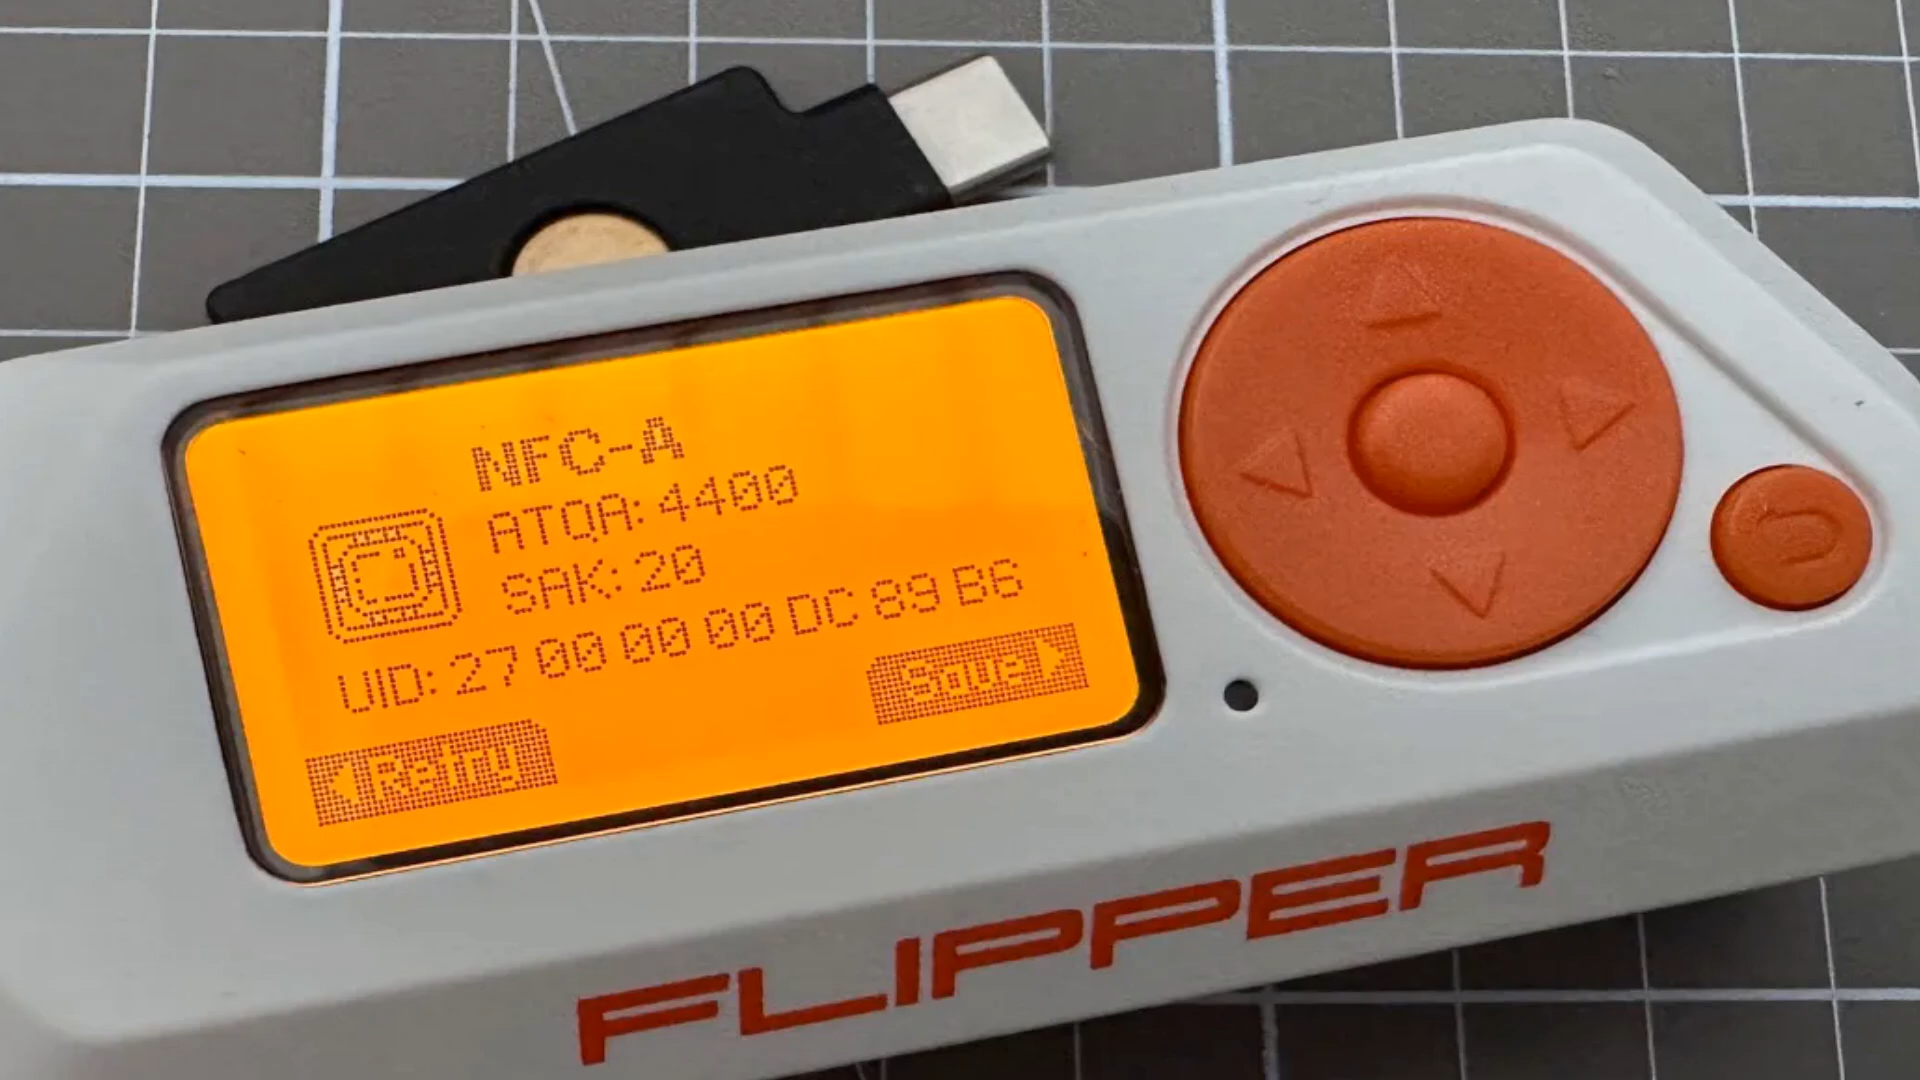 NFC-A
ATQA: 4400
SAK: 20
UID: 27 00 00 00 DC 89 B6
Save
Retry
FLIPPER